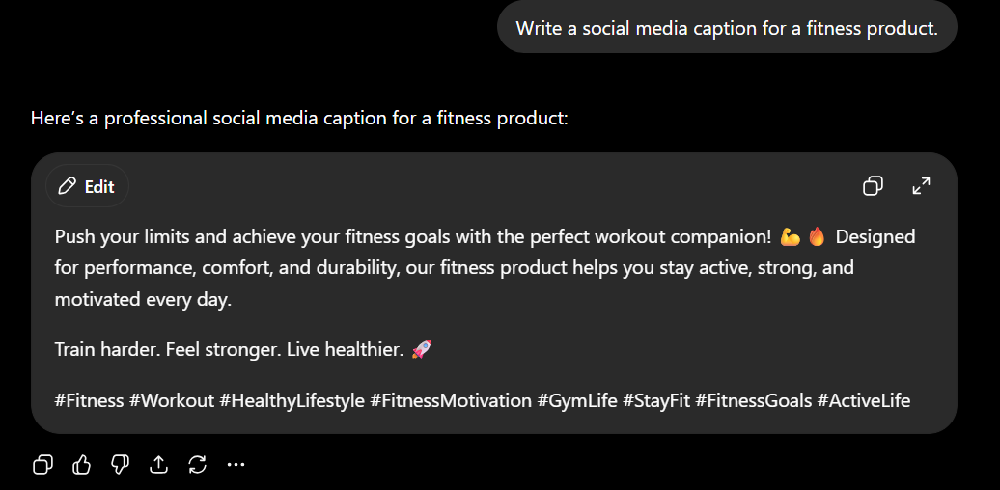 Write a social media caption for a fitness product.
Here's a professional social media caption for a fitness product:
Edit
Push your limits and achieve your fitness goals with the perfect workout companion! 💪 🔥 Designed
for performance, comfort, and durability, our fitness product helps you stay active, strong, and
motivated every day.
Train harder. Feel stronger. Live healthier. 🚀
#Fitness #Workout #HealthyLifestyle #FitnessMotivation #GymLife #StayFit #FitnessGoals #ActiveLife